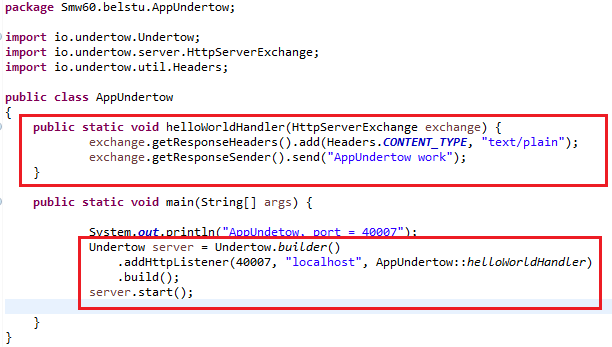 package Smw60.belstu.AppUndertow;
import io.undertow.Undertow;
import io.undertow.server.HttpServerExchange;
import io.undertow.util.Headers;
public class AppUndertow
{
public static void helloWorldHandler(HttpServerExchange exchange) {
exchange.getResponseHeaders().add(Headers.CONTENT_TYPE, "text/plain");
exchange.getResponseSender().send("AppUndertow work");
}
public static void main(String[] args) {
System.out.println("AppUndetow, port = 40007");
Undertow server = Undertow.builder()
.addHttpListener(40007, "localhost", AppUndertow::helloWorldHandler)
.build();
server.start();
}
}